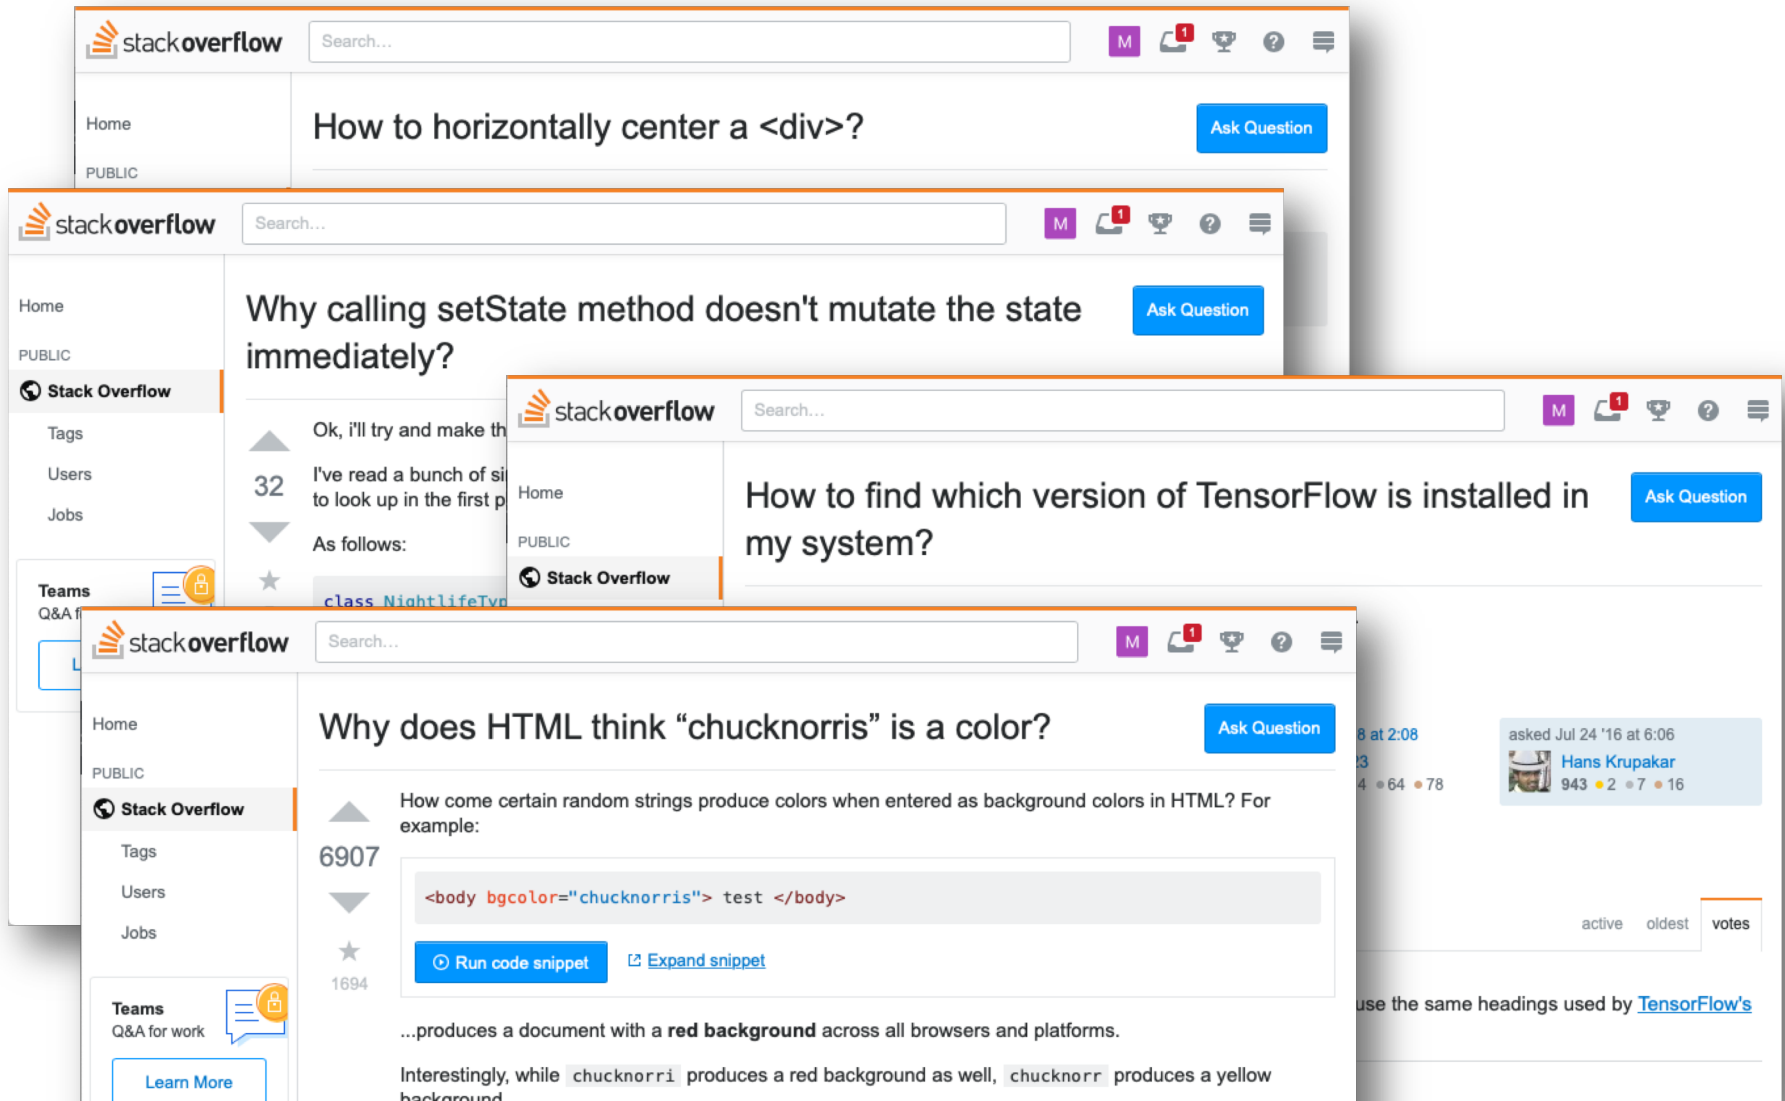 stackoverflow
Search...
M
1
Home
How to horizontally center a <div>?
Ask Question
PUBLIC
stackoverflow
Search...
M
1
Home
Why calling setState method doesn't mutate the state
immediately?
Ask Question
PUBLIC
Stack Overflow
Tags
Users
Jobs
32
Ok, i'll try and make th
I've read a bunch of si
to look up in the first p
As follows:
class NightlifeTyp
Teams
Q&A f
L
stackoverflow
Search...
M
1
Home
How to find which version of TensorFlow is installed in
my system?
Ask Question
PUBLIC
Stack Overflow
8 at 2:08
23
4 64 78
asked Jul 24 '16 at 6:06
Hans Krupakar
943 2 7 16
active oldest votes
use the same headings used by TensorFlow's
stackoverflow
Search...
M
1
Home
Why does HTML think “chucknorris” is a color?
Ask Question
PUBLIC
Stack Overflow
Tags
Users
Jobs
6907
1694
How come certain random strings produce colors when entered as background colors in HTML? For
example:
<body bgcolor="chucknorris"> test </body>
Run code snippet
Expand snippet
...produces a document with a red background across all browsers and platforms.
Interestingly, while chucknorri produces a red background as well, chucknorr produces a yellow
background
Teams
Q&A for work
Learn More